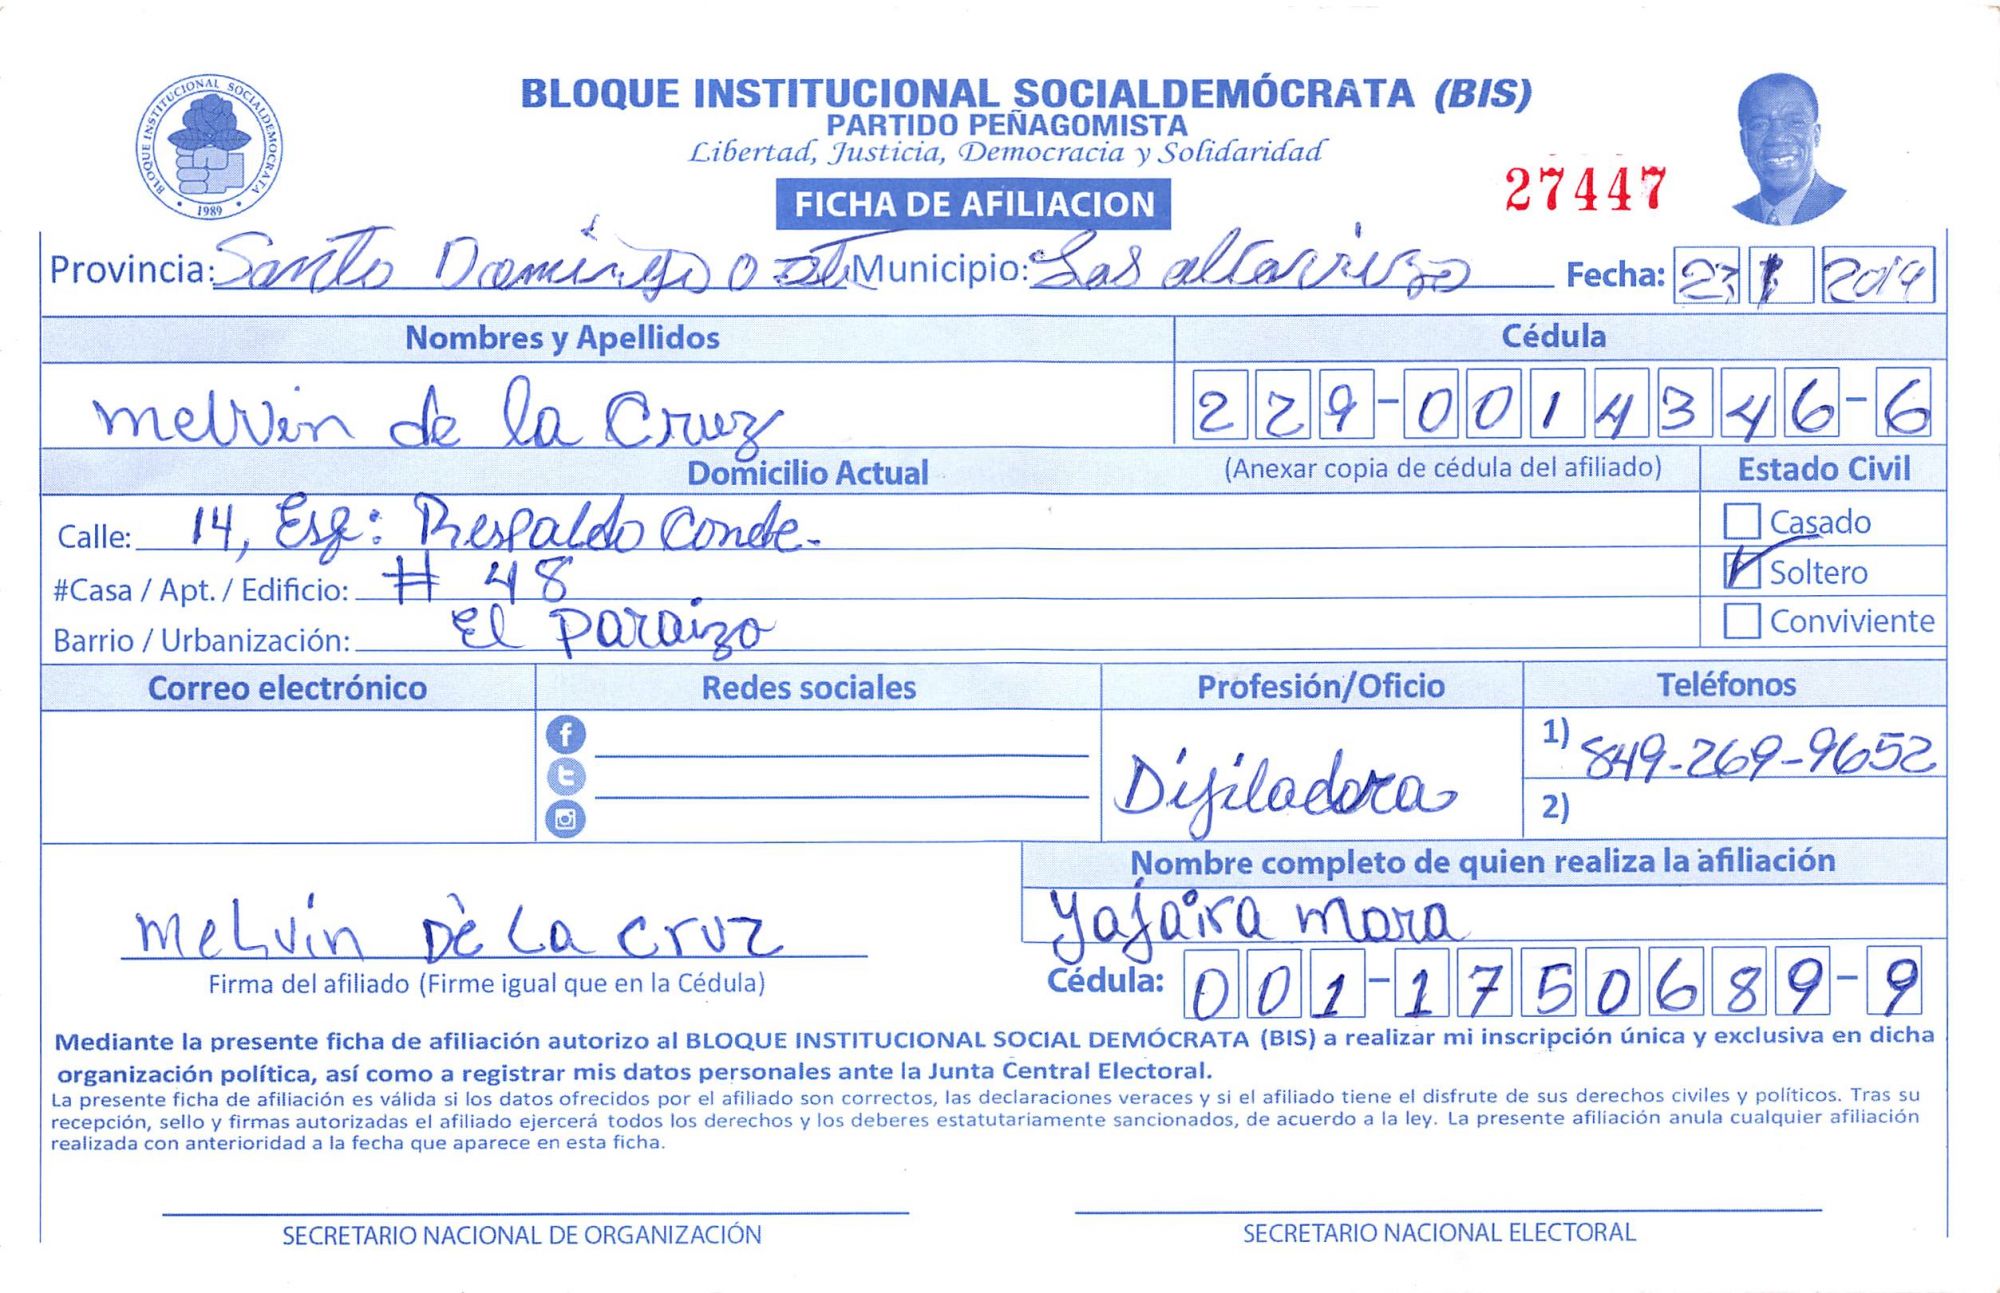 BLOQUE INSTITUCIONAL SOCIALDEMÓCRATA (BIS)
PARTIDO PEÑAGOMISTA
Libertad, Justicia, Democracia y Solidaridad
BLOQUE INSTITUCIONAL SOCIALDEMOCRATA
1989
27447
FICHA DE AFILIACION
Provincia: Santo Domingo Municipio: Las alcarrizo Fecha: 23 1 2019
Nombres y Apellidos Cédula
Melvin de la Cruz 229-0014346-6
Domicilio Actual (Anexar copia de cédula del afiliado) Estado Civil
Calle: 14, Esq: Respaldo Conde. Casado
#Casa / Apt. / Edificio: # 48 Soltero
Barrio / Urbanización: El Paraizo Conviviente
Correo electrónico Redes sociales Profesión/Oficio Teléfonos
1) 849-269-9652
Dijiladora
2)
Nombre completo de quien realiza la afiliación
Melvin De La Cruz Yajaira Mora
Firma del afiliado (Firme igual que en la Cédula) Cédula: 001-1750689-9
Mediante la presente ficha de afiliación autorizo al BLOQUE INSTITUCIONAL SOCIAL DEMÓCRATA (BIS) a realizar mi inscripción única y exclusiva en dicha
organización política, así como a registrar mis datos personales ante la Junta Central Electoral.
La presente ficha de afiliación es válida si los datos ofrecidos por el afiliado son correctos, las declaraciones veraces y si el afiliado tiene el disfrute de sus derechos civiles y políticos. Tras su
recepción, sello y firmas autorizadas el afiliado ejercerá todos los derechos y los deberes estatutariamente sancionados, de acuerdo a la ley. La presente afiliación anula cualquier afiliación
realizada con anterioridad a la fecha que aparece en esta ficha.
SECRETARIO NACIONAL DE ORGANIZACIÓN SECRETARIO NACIONAL ELECTORAL